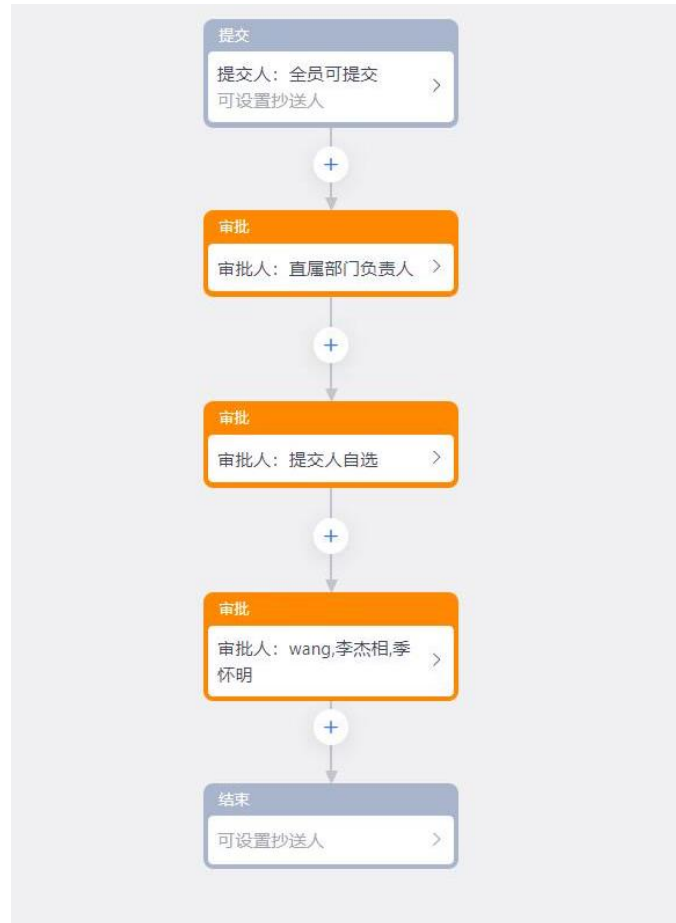 提交
提交人：全员可提交
可设置抄送人
审批
审批人：直属部门负责人
审批
审批人：提交人自选
审批
审批人：wang,李杰相,季
怀明
结束
可设置抄送人